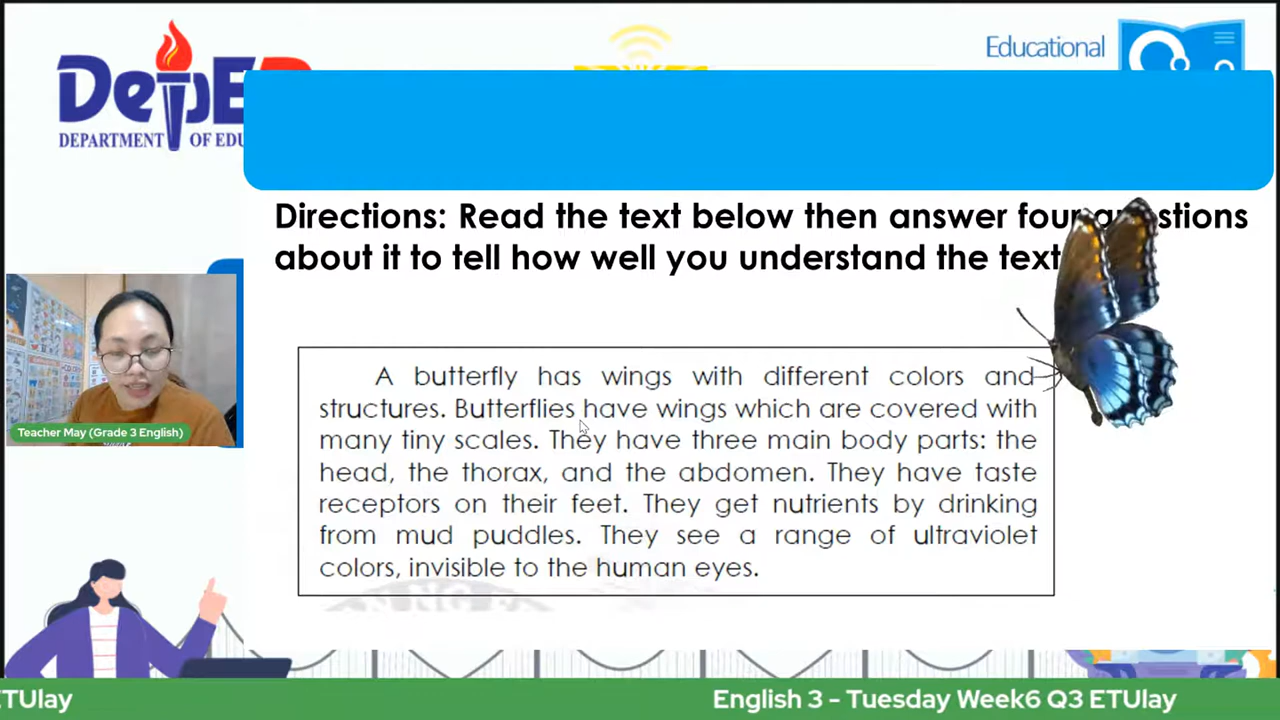 DepE
DEPARTMENT OF EDU
Educational
Directions: Read the text below then answer four questions
about it to tell how well you understand the text
A butterfly has wings with different colors and
structures. Butterflies have wings which are covered with
many tiny scales. They have three main body parts: the
head, the thorax, and the abdomen. They have taste
receptors on their feet. They get nutrients by drinking
from mud puddles. They see a range of ultraviolet
colors, invisible to the human eyes.
Teacher May (Grade 3 English)
ETUlay
English 3 - Tuesday Week6 Q3 ETUlay